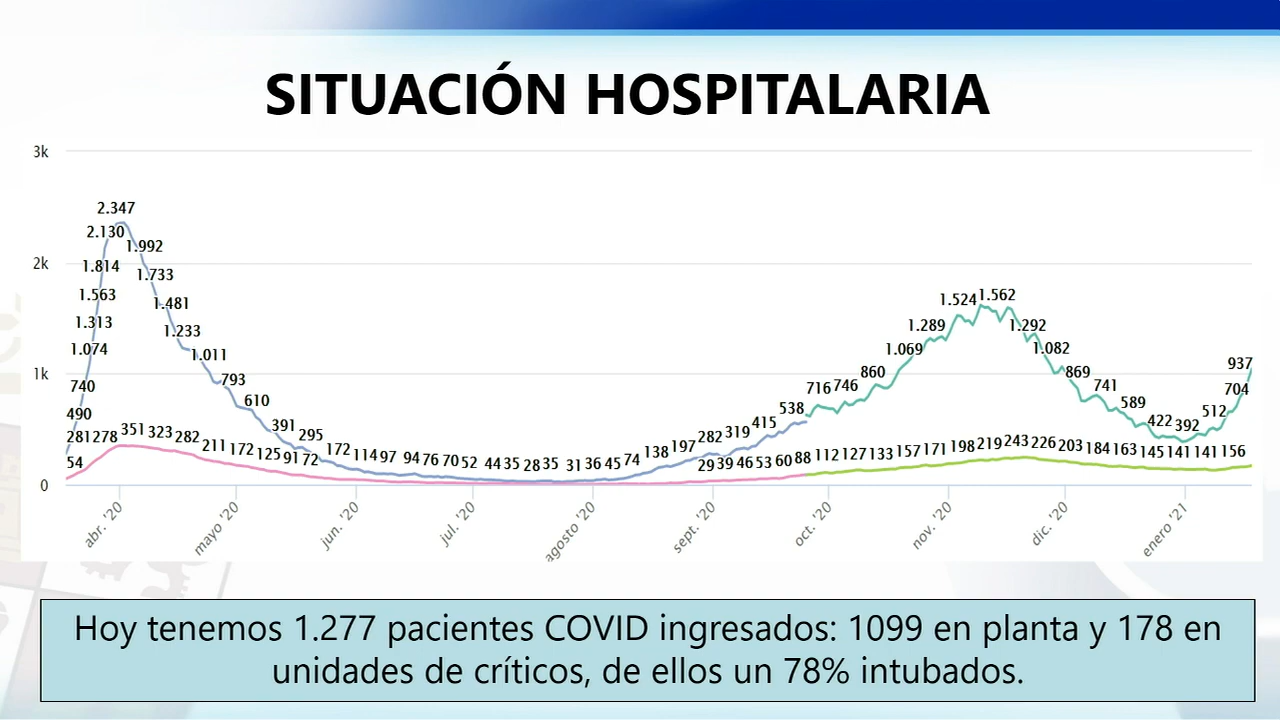 SITUACIÓN HOSPITALARIA
3k
2.347
2.130
1.992
2k
1.814
1.733
1.563
1.481
1.524 1.562
1.313
1.233
1.289
1.292
1.074
1.011
1.069
1.082
937
1k
740
793
860
869
704
490
610
716 746
741
391
415
538
589
512
281 278 351 323 282
295
138 197 282 319
422 392
211 172 125 91 72
172 114 97 94 76 70 52 44 35 28 35 31 36 45 74
54
29 39 46 53 60 88 112 127 133 157 171 198 219 243 226 203 184 163 145 141 141 156
0
abr. '20
mayo '20
jun. '20
jul. '20
agosto '20
sept. '20
oct. '20
nov. '20
dic. '20
enero '21
Hoy tenemos 1.277 pacientes COVID ingresados: 1099 en planta y 178 en
unidades de críticos, de ellos un 78% intubados.